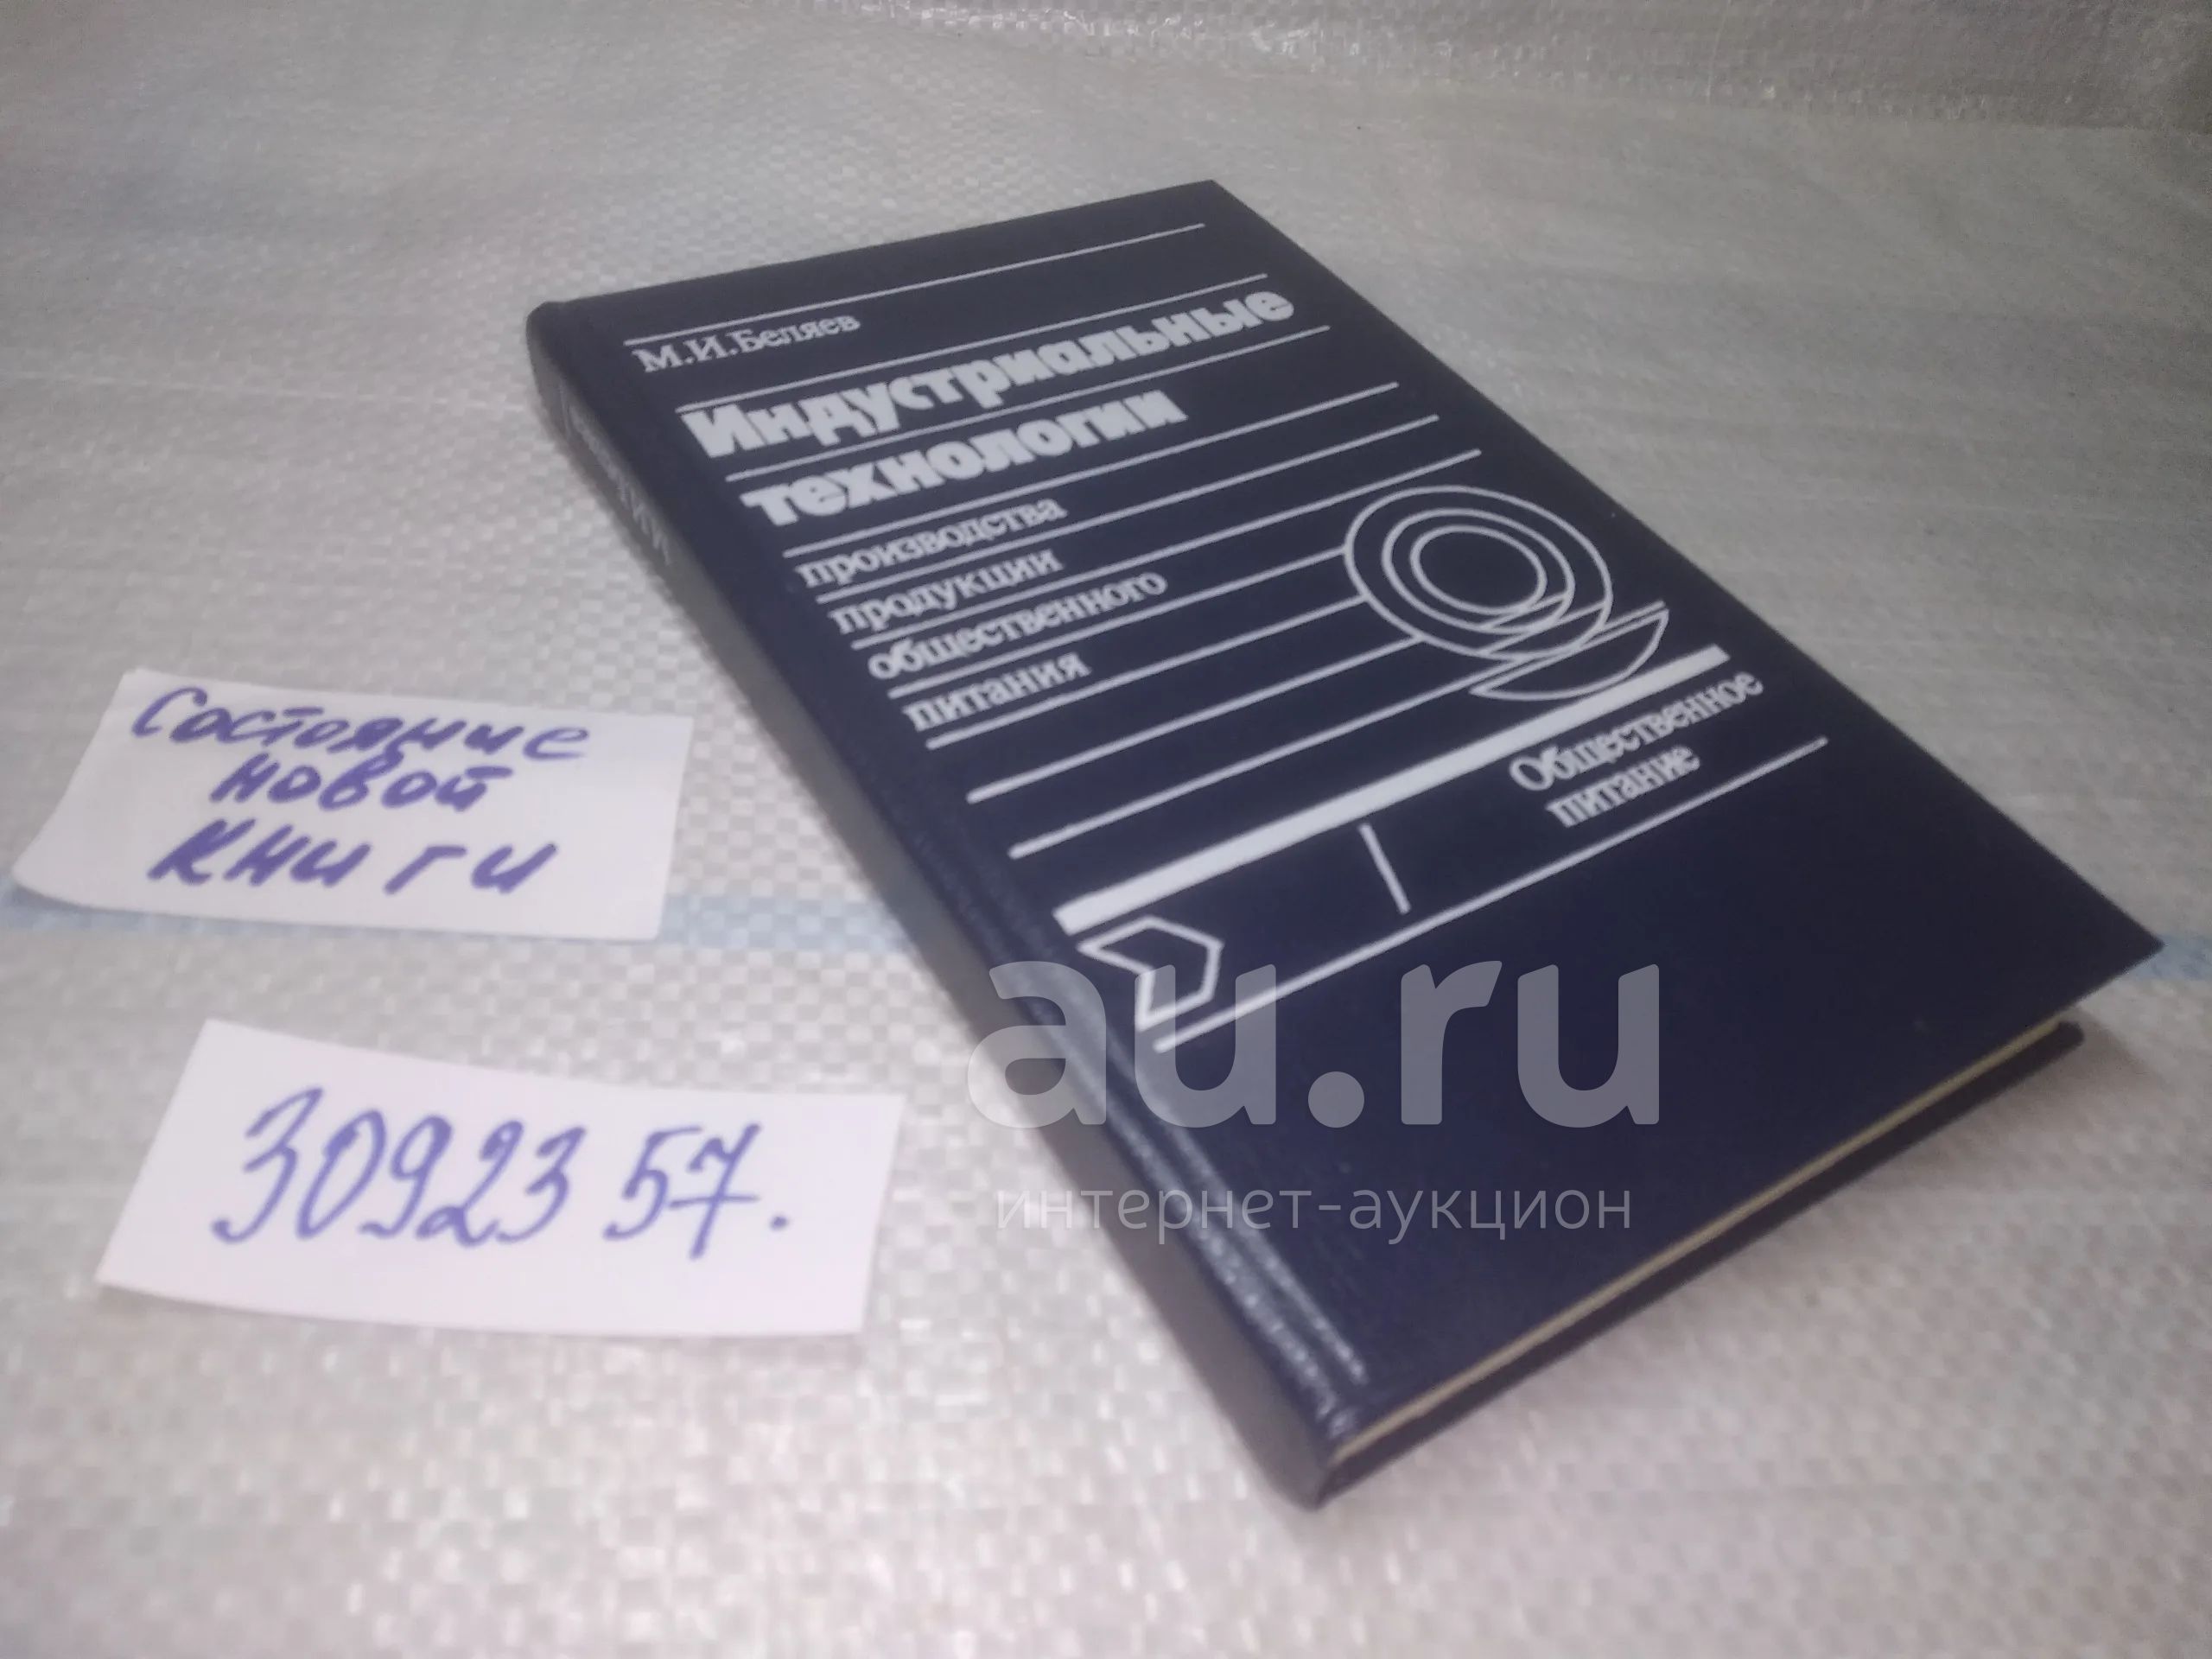 М.И.Беляев
Индустриальные
технологии
производства
продукции
общественного
питания
Общественное
питание
Состояние
новой
книги
3092357.
au.ru
интернет-аукцион